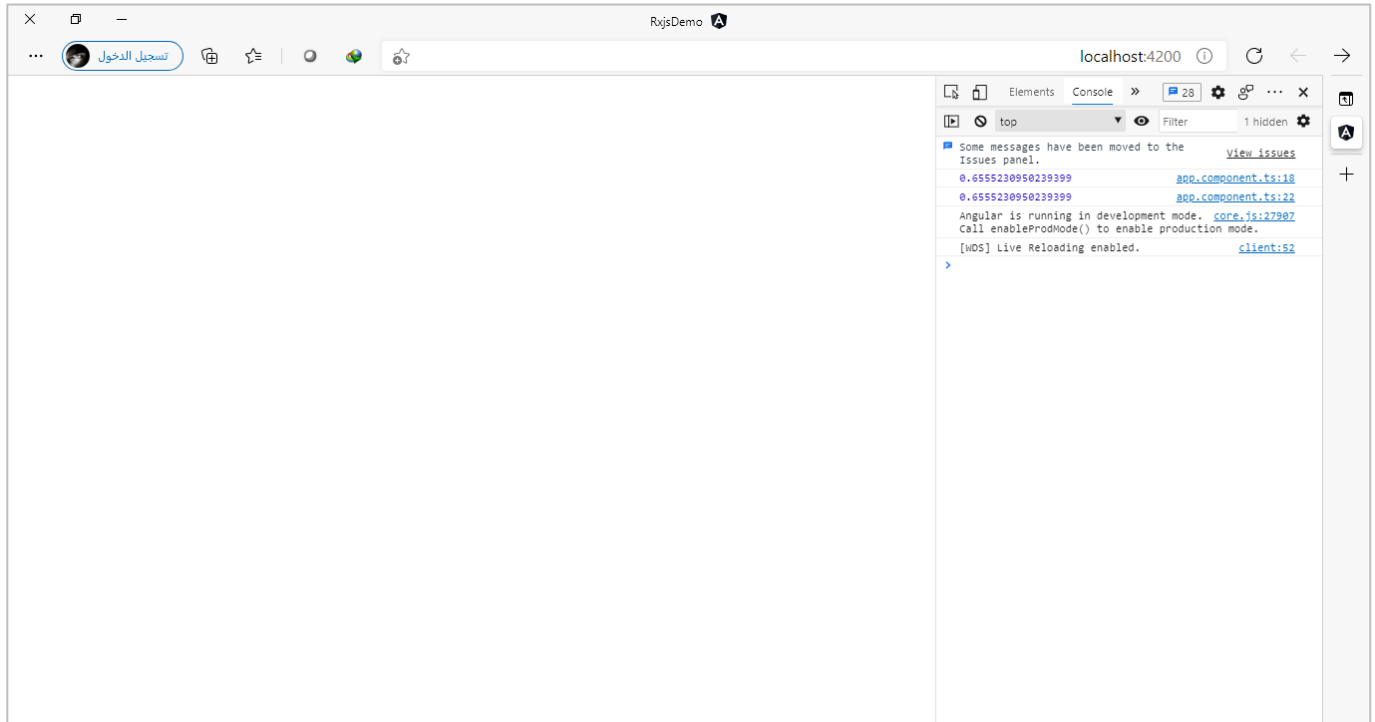 RxjsDemo
تسجيل الدخول
localhost:4200
Elements Console » 28
top Filter 1 hidden
Some messages have been moved to the Issues panel. View issues
0.6555230950239399 app.component.ts:18
0.6555230950239399 app.component.ts:22
Angular is running in development mode. core.js:27907
Call enableProdMode() to enable production mode.
[WDS] Live Reloading enabled. client:52